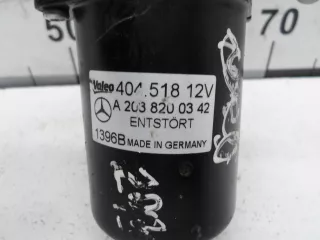 Valeo 404.518 12V
A 203 820 03 42
ENTSTÖRT
1396B MADE IN GERMANY